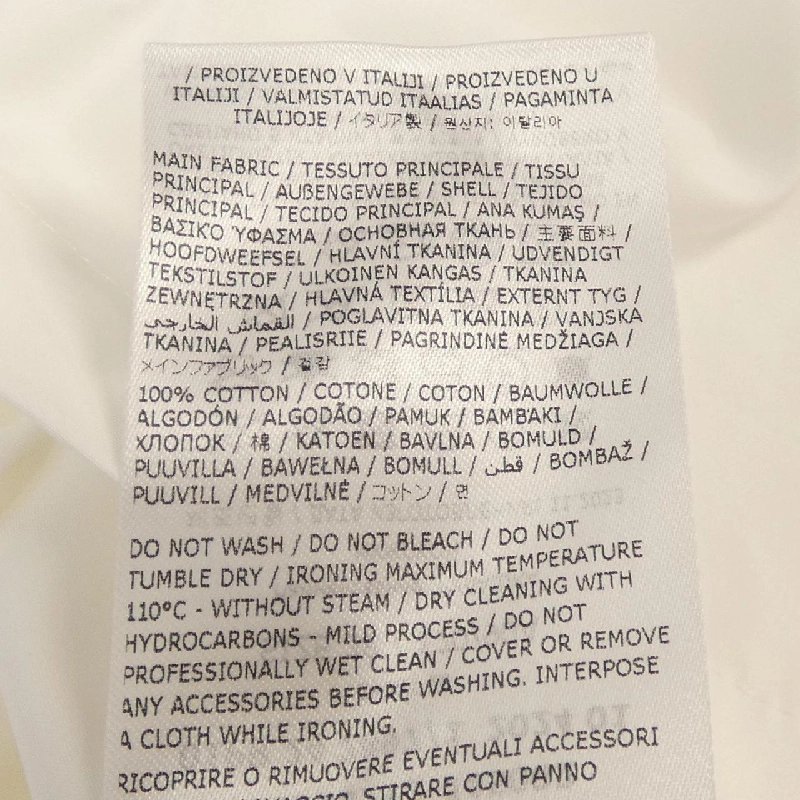 / PROIZVEDENO V ITALIJI / PROIZVEDENO U
ITALIJI / VALMISTATUD ITAALIAS / PAGAMINTA
ITALIJOJE / イタリア製 / 원산지: 이탈리아
MAIN FABRIC / TESSUTO PRINCIPALE / TISSU
PRINCIPAL / AUßENGEWEBE / SHELL / TEJIDO
PRINCIPAL / TECIDO PRINCIPAL / ANA KUMAŞ /
ΒΑΣΙΚΌ ΎΦΑΣΜΑ / ОСНОВНАЯ ТКАНЬ / 主要面料 /
HOOFDWEEFSEL / HLAVNÍ TKANINA / UDVENDIGT
TEKSTILSTOF / ULKOINEN KANGAS / TKANINA
ZEWNĘTRZNA / HLAVNÁ TEXTÍLIA / EXTERNT TYG /
القماش الخارجي / POGLAVITNA TKANINA / VANJSKA
TKANINA / PEALISRIIE / PAGRINDINĖ MEDŽIAGA /
メインファブリック / 겉감
100% COTTON / COTONE / COTON / BAUMWOLLE /
ALGODÓN / ALGODÃO / PAMUK / ΒΑΜΒΆΚΙ /
ХЛОПОК / 棉 / KATOEN / BAVLNA / BOMULD /
PUUVILLA / BAWEŁNA / BOMULL / قطن / BOMBAŽ /
PUUVILL / MEDVILNĖ / コットン / 면
DO NOT WASH / DO NOT BLEACH / DO NOT
TUMBLE DRY / IRONING MAXIMUM TEMPERATURE
110°C - WITHOUT STEAM / DRY CLEANING WITH
HYDROCARBONS - MILD PROCESS / DO NOT
PROFESSIONALLY WET CLEAN / COVER OR REMOVE
ANY ACCESSORIES BEFORE WASHING. INTERPOSE
A CLOTH WHILE IRONING.
RICOPRIRE O RIMUOVERE EVENTUALI ACCESSORI
STIRARE CON PANNO